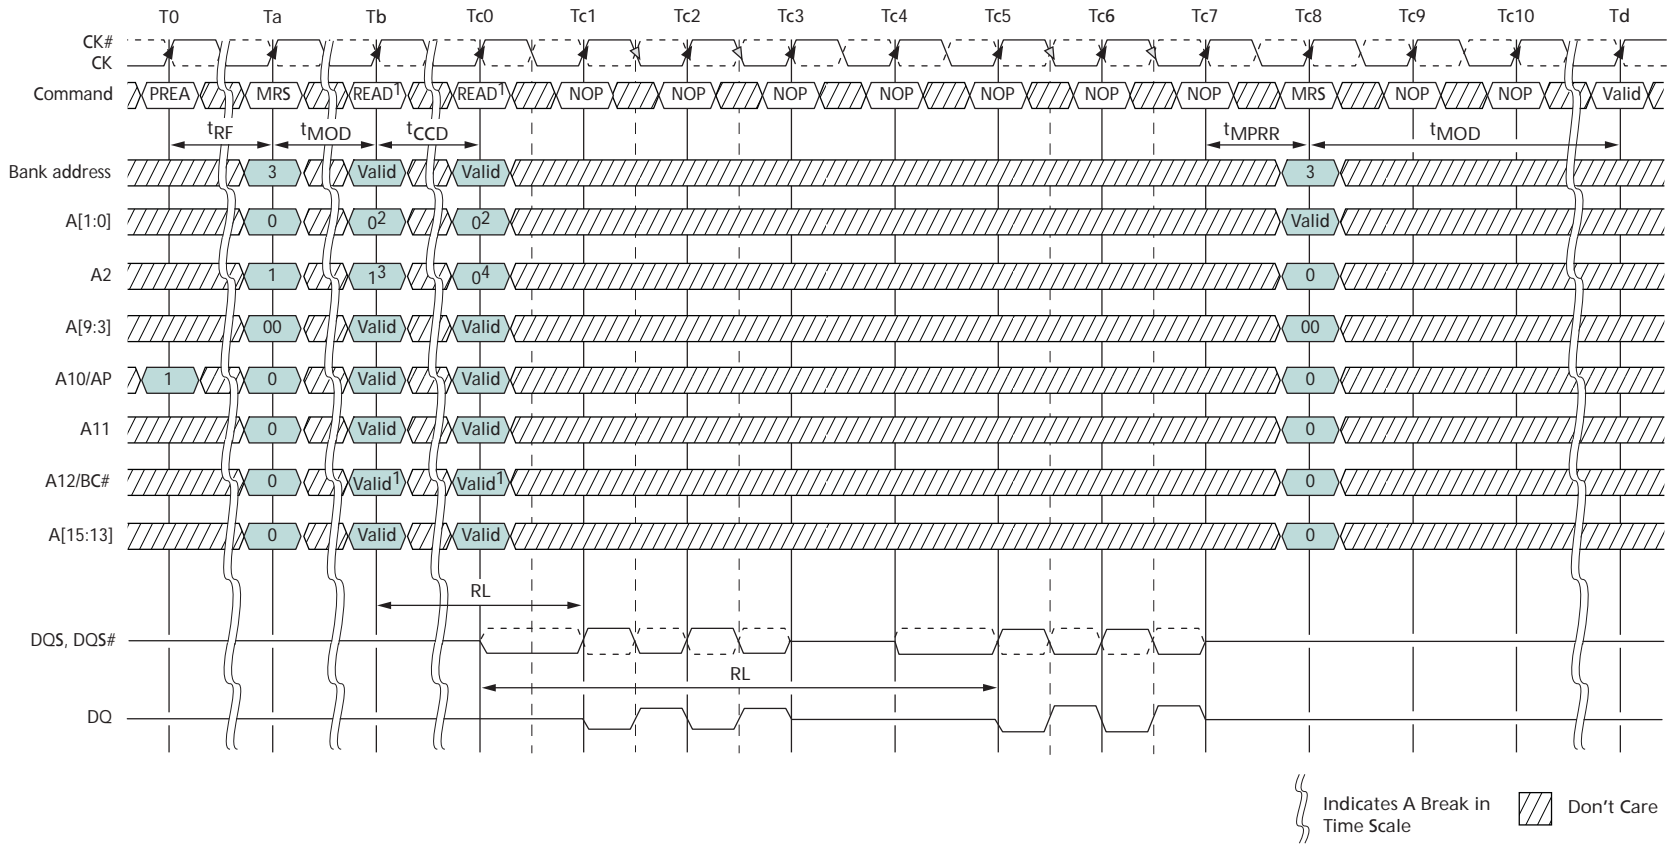 T0 Ta Tb Tc0 Tc1 Tc2 Tc3 Tc4 Tc5 Tc6 Tc7 Tc8 Tc9 Tc10 Td
CK#
CK
Command PREA MRS READ1 READ1 NOP NOP NOP NOP NOP NOP NOP MRS NOP NOP Valid
tRF tMOD tCCD tMPRR tMOD
Bank address 3 Valid Valid 3
A[1:0] 0 02 02 Valid
A2 1 13 04 0
A[9:3] 00 Valid Valid 00
A10/AP 1 0 Valid Valid 0
A11 0 Valid Valid 0
A12/BC# 0 Valid1 Valid1 0
A[15:13] 0 Valid Valid 0
RL
DQS, DQS#
RL
DQ
Indicates A Break in
Time Scale
Don't Care